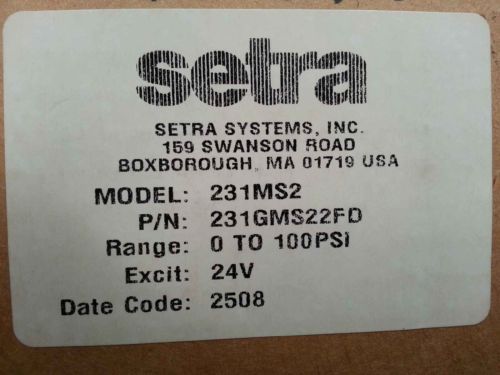 setra
SETRA SYSTEMS, INC.
159 SWANSON ROAD
BOXBOROUGH, MA 01719 USA
MODEL: 231MS2
P/N: 231GMS22FD
Range: 0 TO 100PSI
Excit: 24V
Date Code: 2508